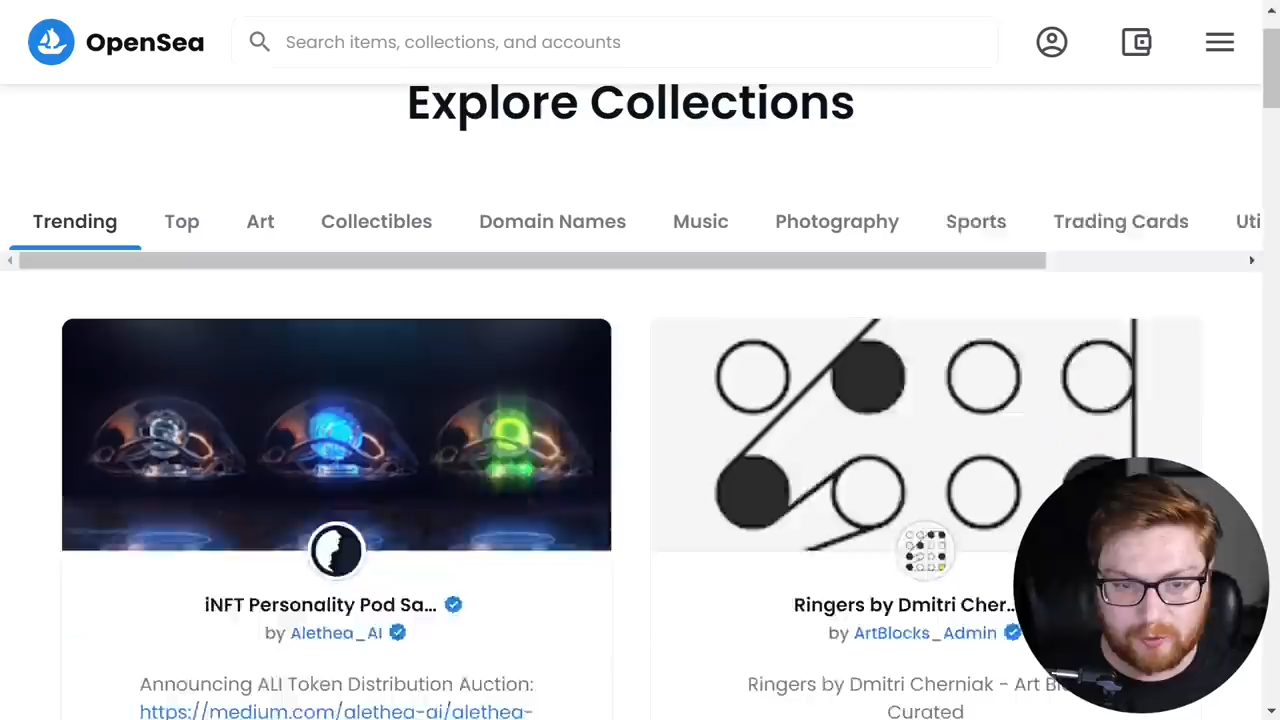 OpenSea
Search items, collections, and accounts
Explore Collections
Trending Top Art Collectibles Domain Names Music Photography Sports Trading Cards Uti
iNFT Personality Pod Sa...
by Alethea_AI
Announcing ALI Token Distribution Auction:
https://medium.com/alethea-ai/alethea-
Ringers by Dmitri Cher..
by ArtBlocks_Admin
Ringers by Dmitri Cherniak - Art Bl
Curated